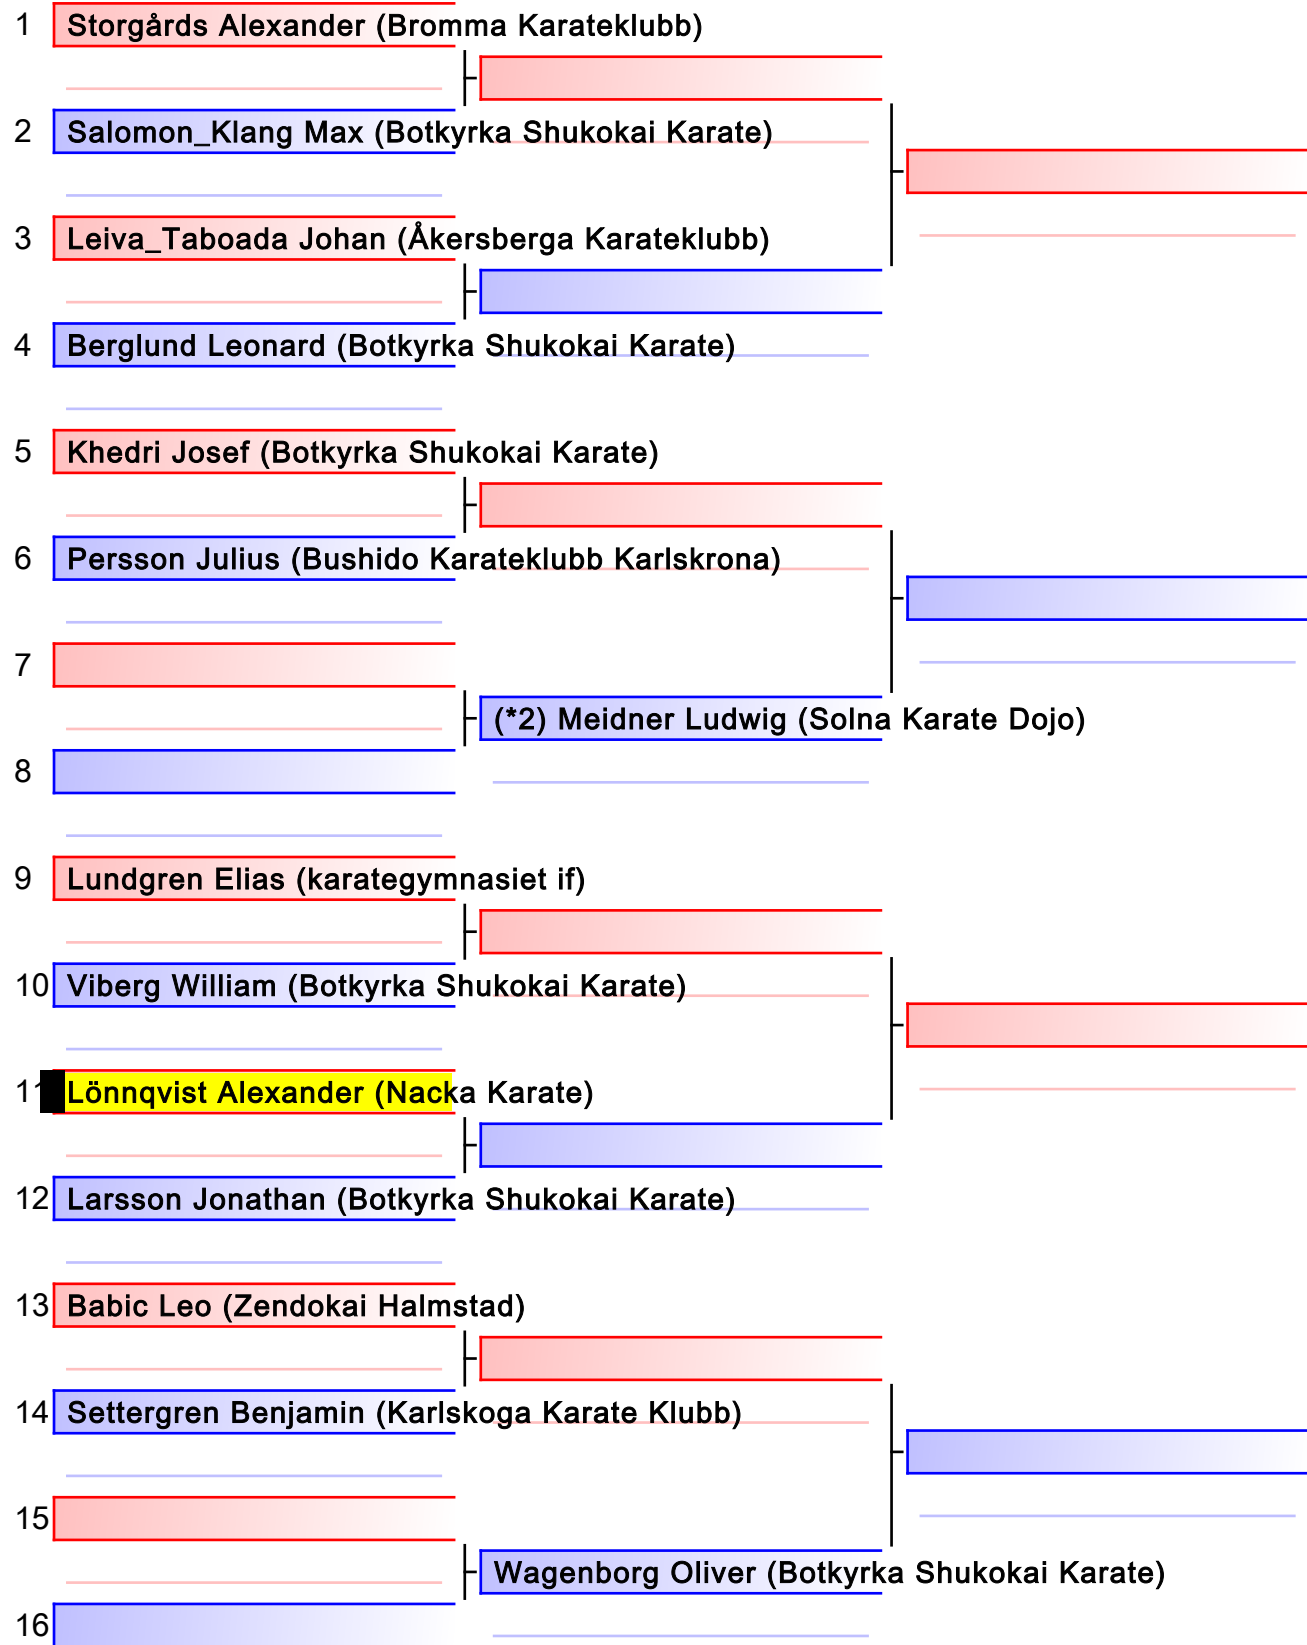 1 Storgårds Alexander (Bromma Karateklubb)
2 Salomon_Klang Max (Botkyrka Shukokai Karate)
3 Leiva_Taboada Johan (Åkersberga Karateklubb)
4 Berglund Leonard (Botkyrka Shukokai Karate)
5 Khedri Josef (Botkyrka Shukokai Karate)
6 Persson Julius (Bushido Karateklubb Karlskrona)
7
(*2) Meidner Ludwig (Solna Karate Dojo)
8
9 Lundgren Elias (karategymnasiet if)
10 Viberg William (Botkyrka Shukokai Karate)
11 Lönnqvist Alexander (Nacka Karate)
12 Larsson Jonathan (Botkyrka Shukokai Karate)
13 Babic Leo (Zendokai Halmstad)
14 Settergren Benjamin (Karlskoga Karate Klubb)
15
Wagenborg Oliver (Botkyrka Shukokai Karate)
16